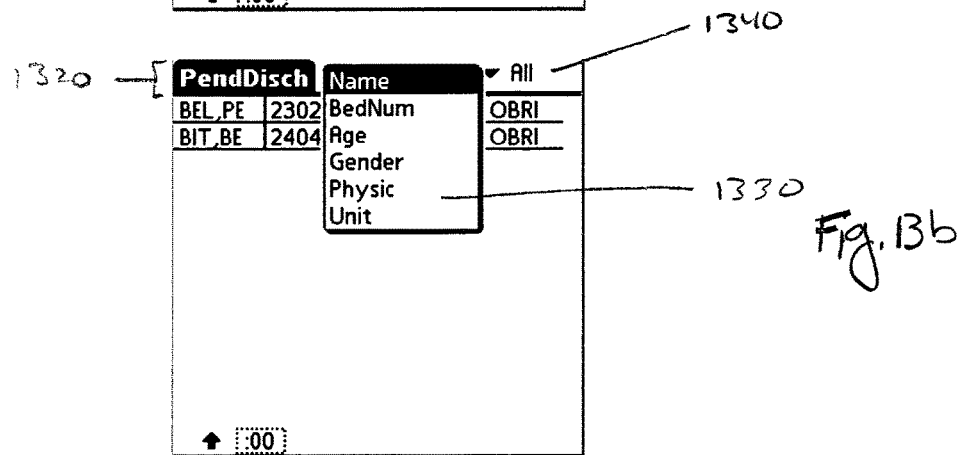 1340
1320 PendDisch Name All
BEL,PE 2302 BedNum OBRI
BIT,BE 2404 Age OBRI
Gender
Physic
1330
Unit
Fig. 13b
:00